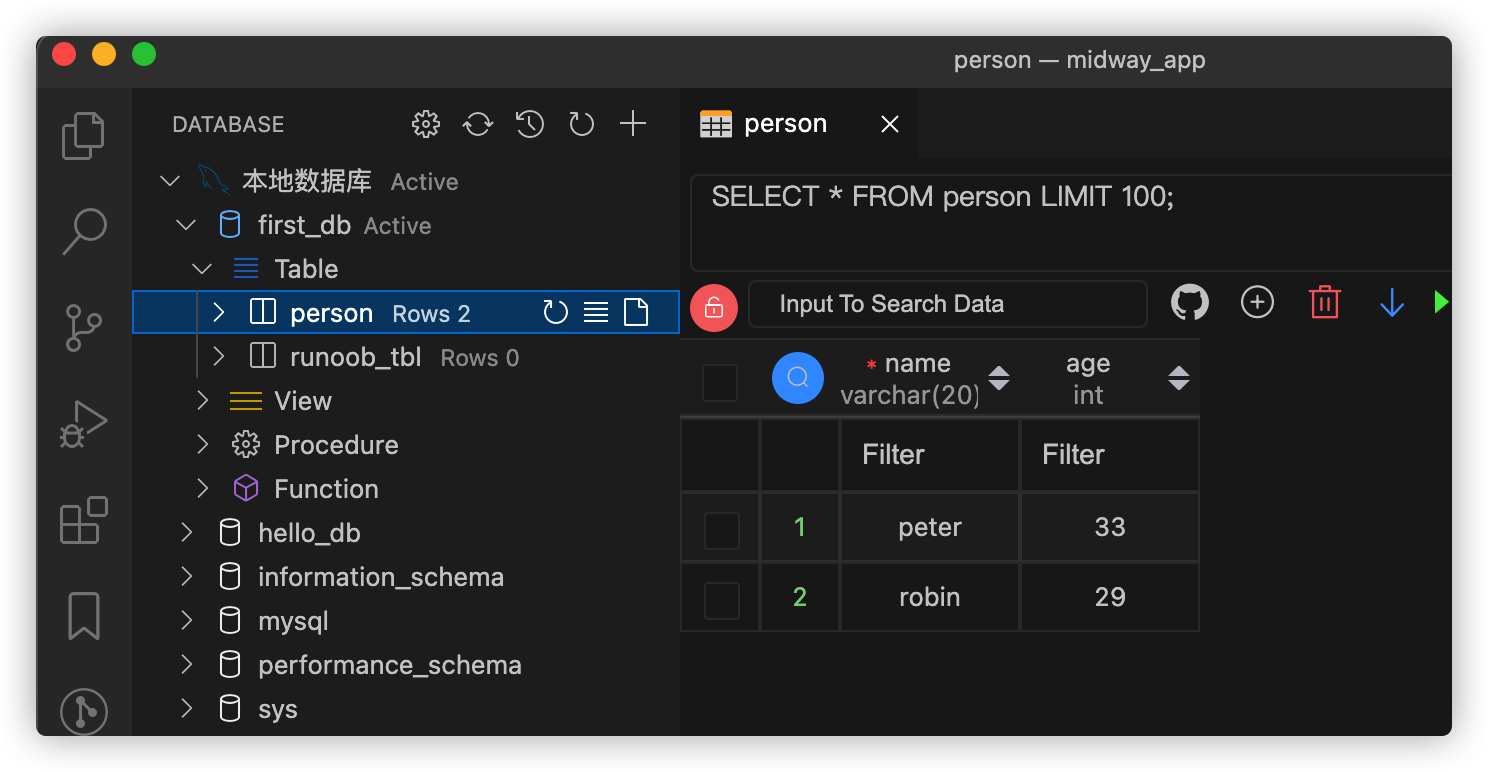 person — midway_app
DATABASE
本地数据库 Active
first_db Active
Table
person Rows 2
runoob_tbl Rows 0
View
Procedure
Function
hello_db
information_schema
mysql
performance_schema
sys
person
SELECT * FROM person LIMIT 100;
Input To Search Data
* name age
varchar(20) int
Filter Filter
1 peter 33
2 robin 29